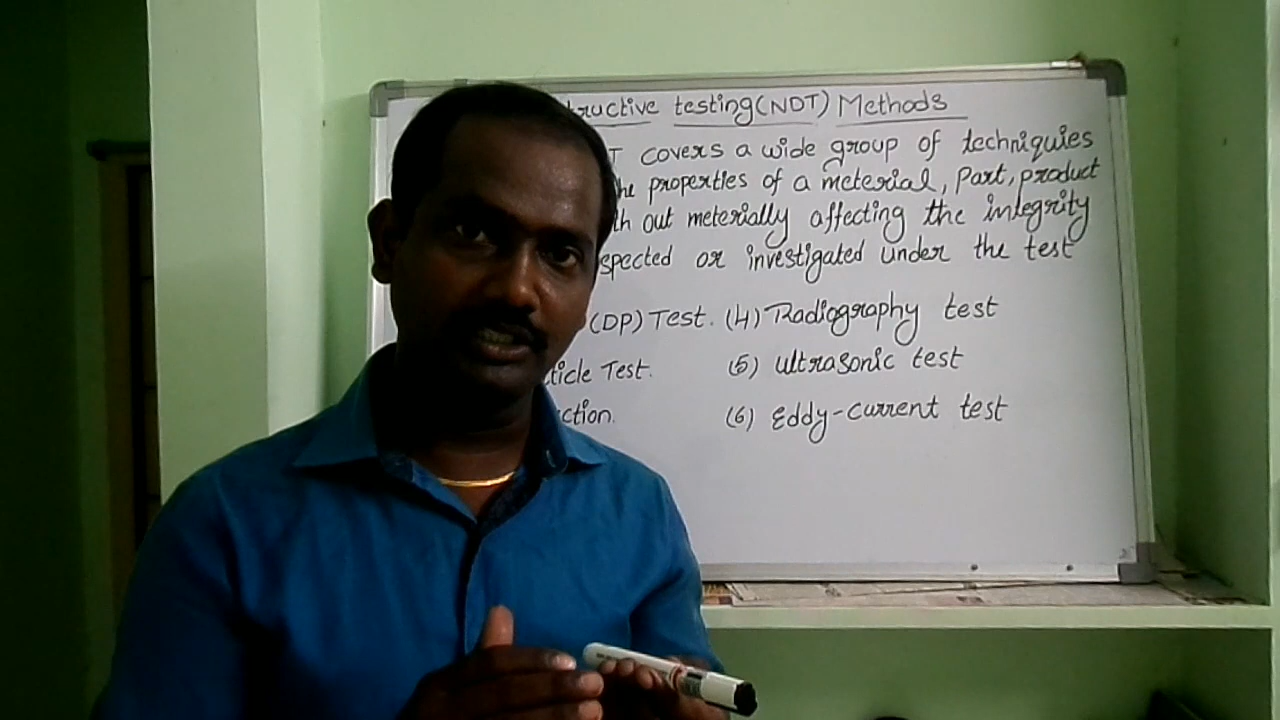 tructive testing (NDT) Methods
T covers a wide group of techniquies
he properties of a meterial, Part, product
th out meterially affecting the integrity
spected or investigated under the test
(DP) Test. (4) Radiography test
ticle Test. (5) Ultrasonic test
ction. (6) Eddy-current test